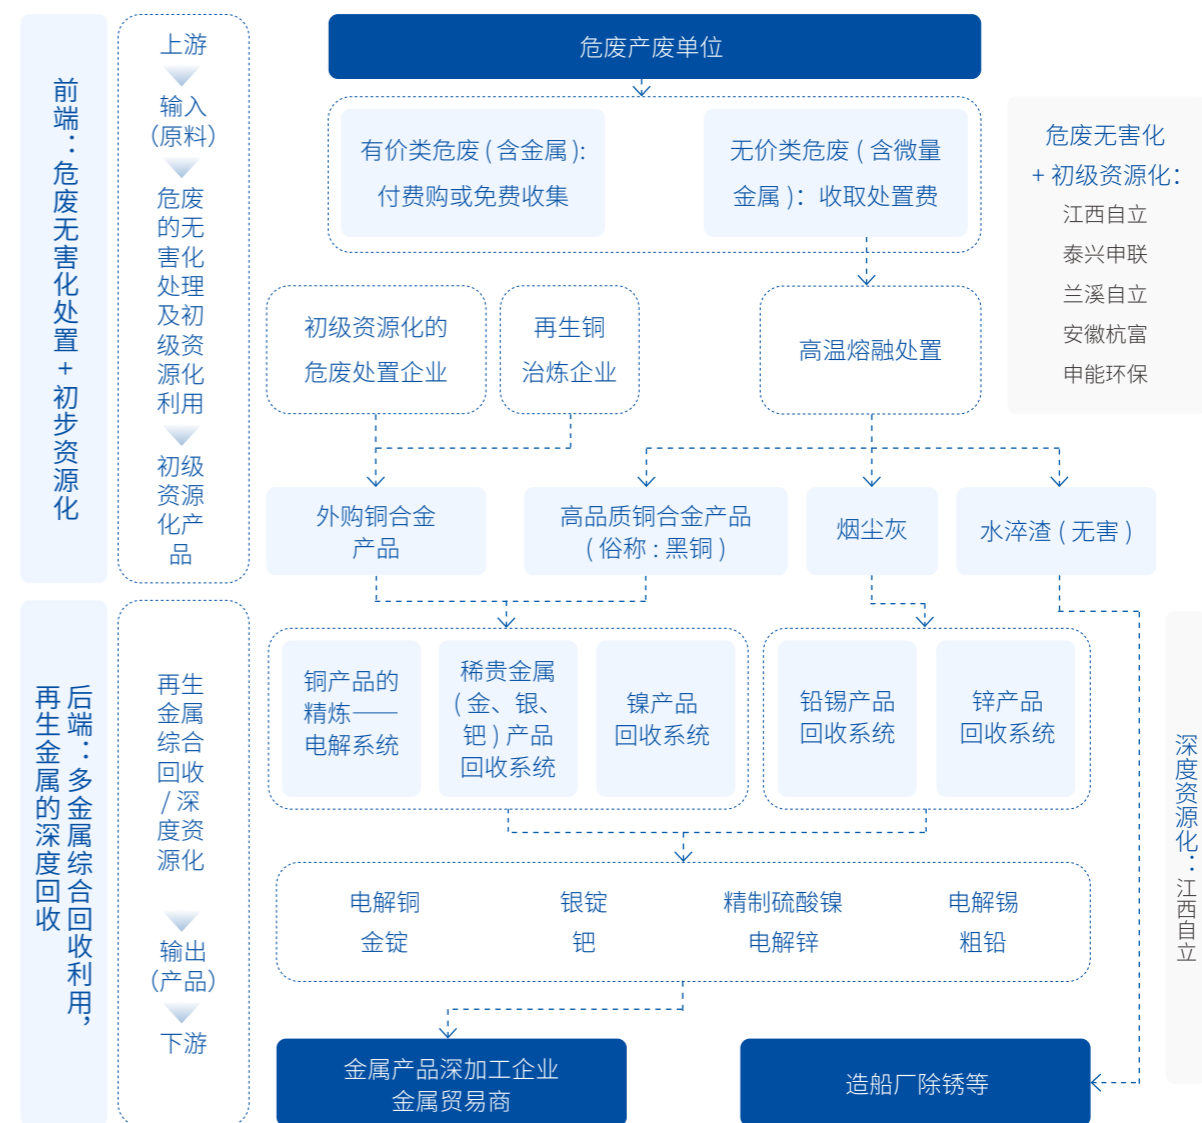 前端：危废无害化处置 + 初步资源化
上游
输入
（原料）
危废
的无
害化
处理
及初
级资
源化
利用
初级
资源
化产
品
危废产废单位
有价类危废 ( 含金属 ):
付费购或免费收集
无价类危废 ( 含微量
金属 )：收取处置费
危废无害化
+ 初级资源化：
江西自立
泰兴申联
兰溪自立
安徽杭富
申能环保
初级资源化的
危废处置企业
再生铜
冶炼企业
高温熔融处置
外购铜合金
产品
高品质铜合金产品
( 俗称 : 黑铜 )
烟尘灰
水淬渣 ( 无害 )
后端：多金属综合回收利用，
再生金属的深度回收
再生
金属
综合
回收
/ 深
度资
源化
输出
（产品）
下游
铜产品的
精炼——
电解系统
稀贵金属
( 金、银、
钯 ) 产品
回收系统
镍产品
回收系统
铅锡产品
回收系统
锌产品
回收系统
深度资源化：江西自立
电解铜
银锭
精制硫酸镍
电解锡
金锭
钯
电解锌
粗铅
金属产品深加工企业
金属贸易商
造船厂除锈等